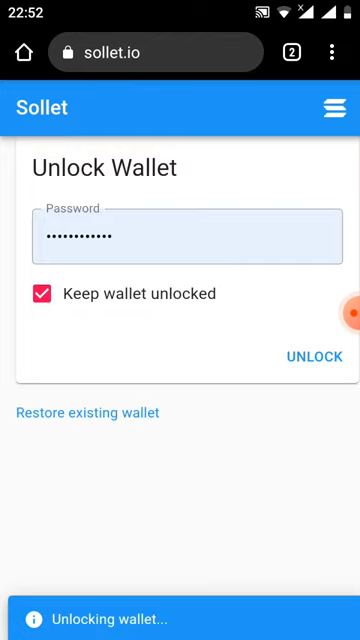 22:52
sollet.io
2
Sollet
Unlock Wallet
Password
••••••••••••
Keep wallet unlocked
UNLOCK
Restore existing wallet
Unlocking wallet...